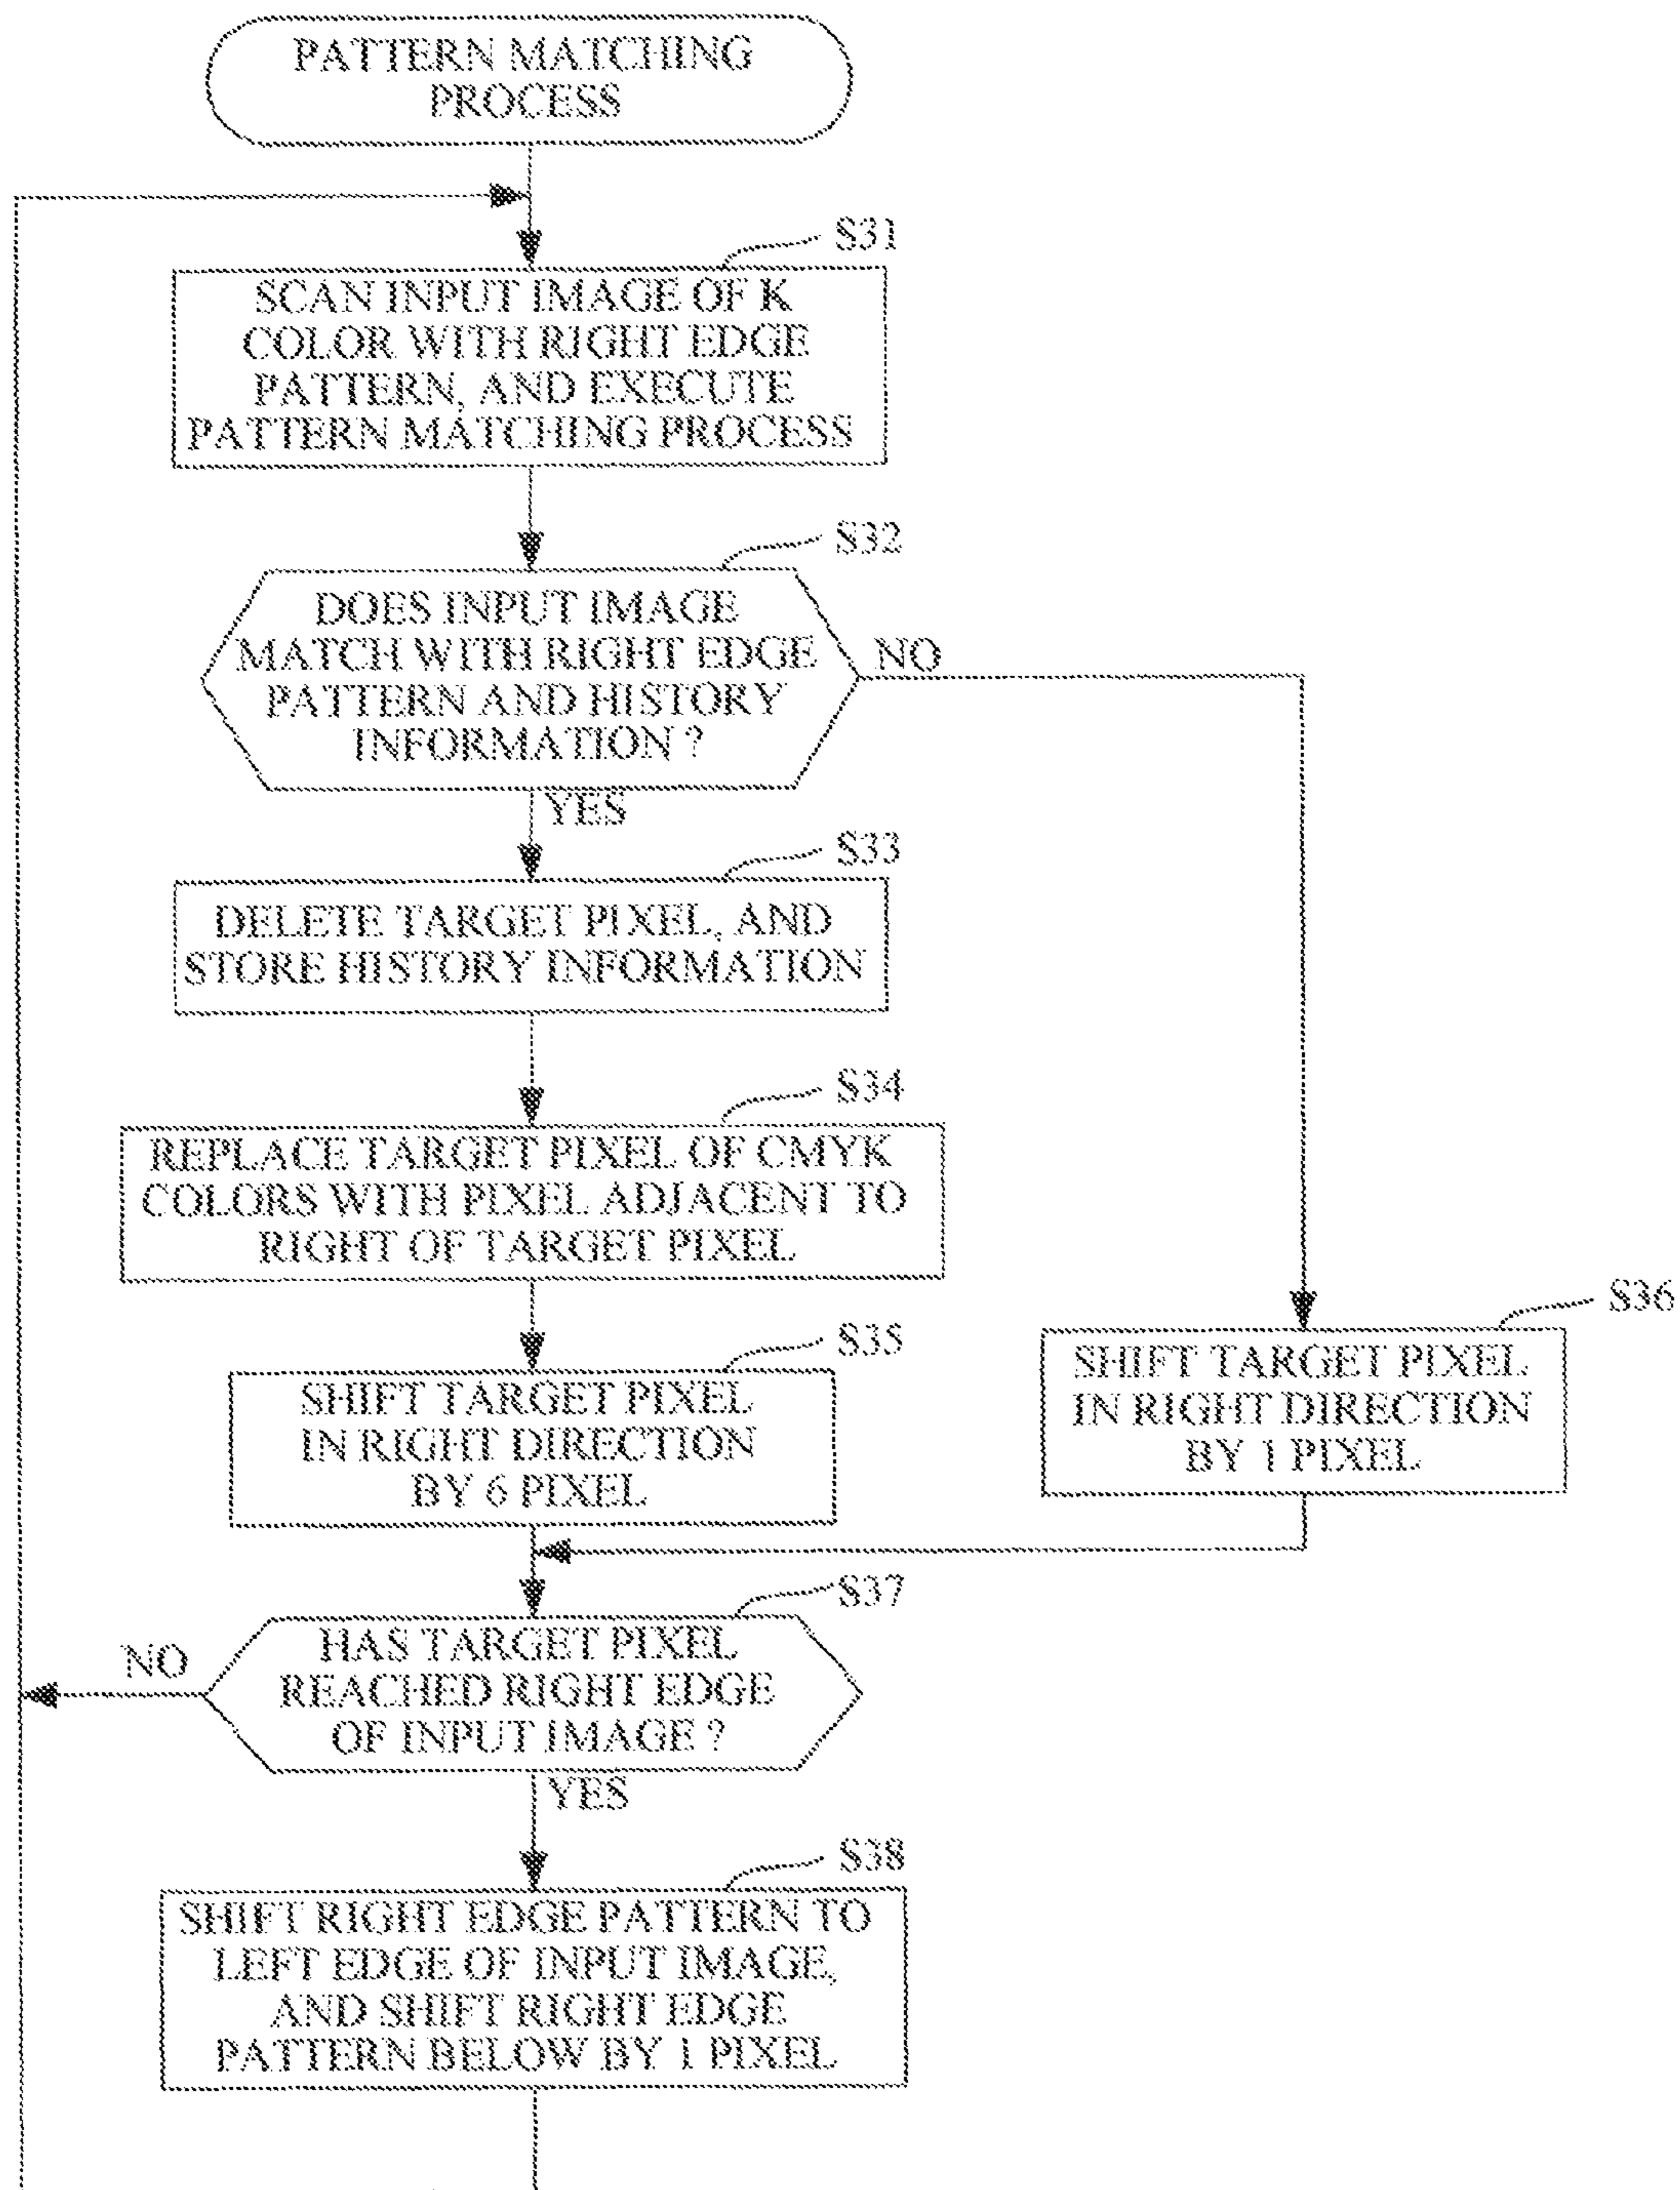 PATTERN MATCHING
PROCESS
S31
SCAN INPUT IMAGE OF K
COLOR WITH RIGHT EDGE
PATTERN, AND EXECUTE
PATTERN MATCHING PROCESS
S32
DOES INPUT IMAGE
MATCH WITH RIGHT EDGE
PATTERN AND HISTORY
INFORMATION ?
NO
YES
S33
DELETE TARGET PIXEL, AND
STORE HISTORY INFORMATION
S34
REPLACE TARGET PIXEL OF CMYK
COLORS WITH PIXEL ADJACENT TO
RIGHT OF TARGET PIXEL
S35
SHIFT TARGET PIXEL
IN RIGHT DIRECTION
BY 6 PIXEL
S36
SHIFT TARGET PIXEL
IN RIGHT DIRECTION
BY 1 PIXEL
S37
HAS TARGET PIXEL
REACHED RIGHT EDGE
OF INPUT IMAGE ?
NO
YES
S38
SHIFT RIGHT EDGE PATTERN TO
LEFT EDGE OF INPUT IMAGE,
AND SHIFT RIGHT EDGE
PATTERN BELOW BY 1 PIXEL